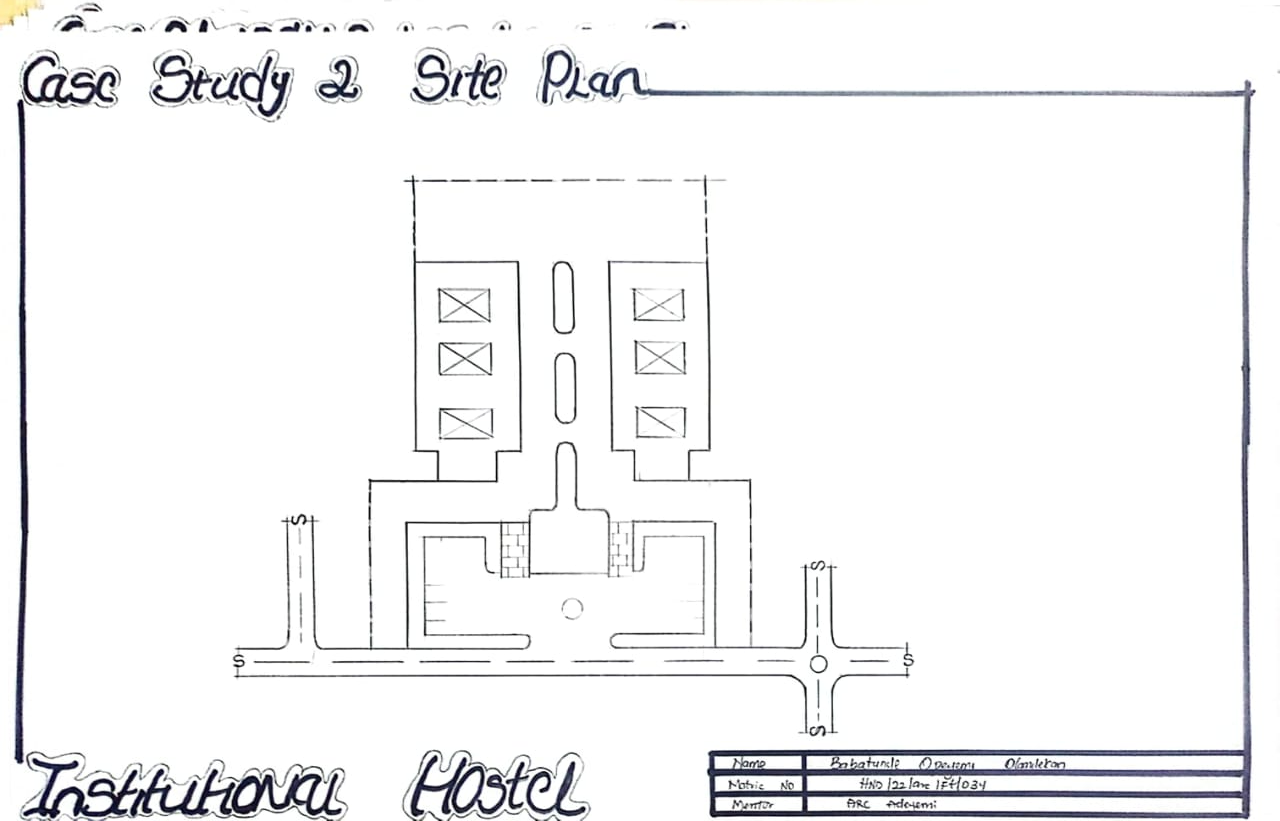 Case Study 2 Site Plan
S
S
S S
S
Institutional Hostel
Name Babatunde Opeyemi Olamilekan
Matric No HND/22/Arc/FT/034
Mentor ARC Adeyemi